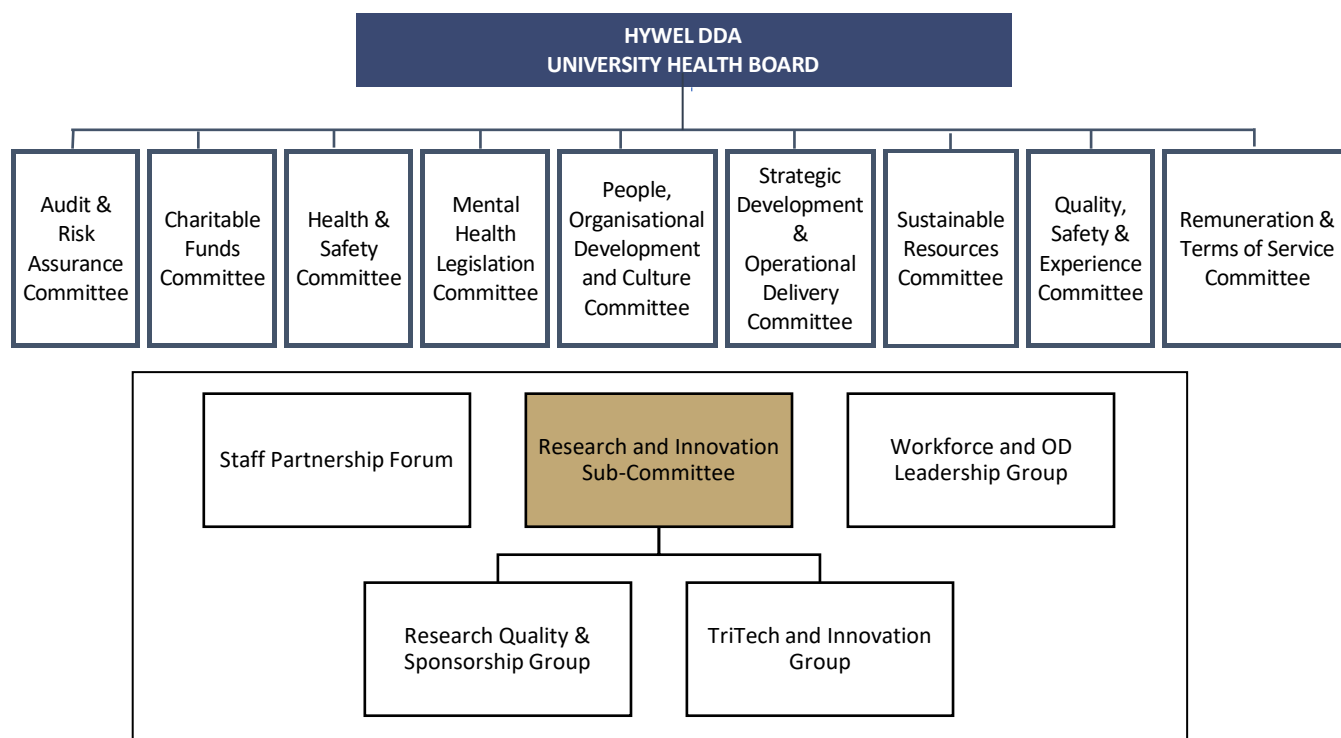 HYWEL DDA
UNIVERSITY HEALTH BOARD
Audit &
Risk
Assurance
Committee
Charitable
Funds
Committee
Health &
Safety
Committee
Mental
Health
Legislation
Committee
People,
Organisational
Development
and Culture
Committee
Strategic
Development
&
Operational
Delivery
Committee
Sustainable
Resources
Committee
Quality,
Safety &
Experience
Committee
Remuneration &
Terms of Service
Committee
Staff Partnership Forum
Research and Innovation
Sub-Committee
Workforce and OD
Leadership Group
Research Quality &
Sponsorship Group
TriTech and Innovation
Group